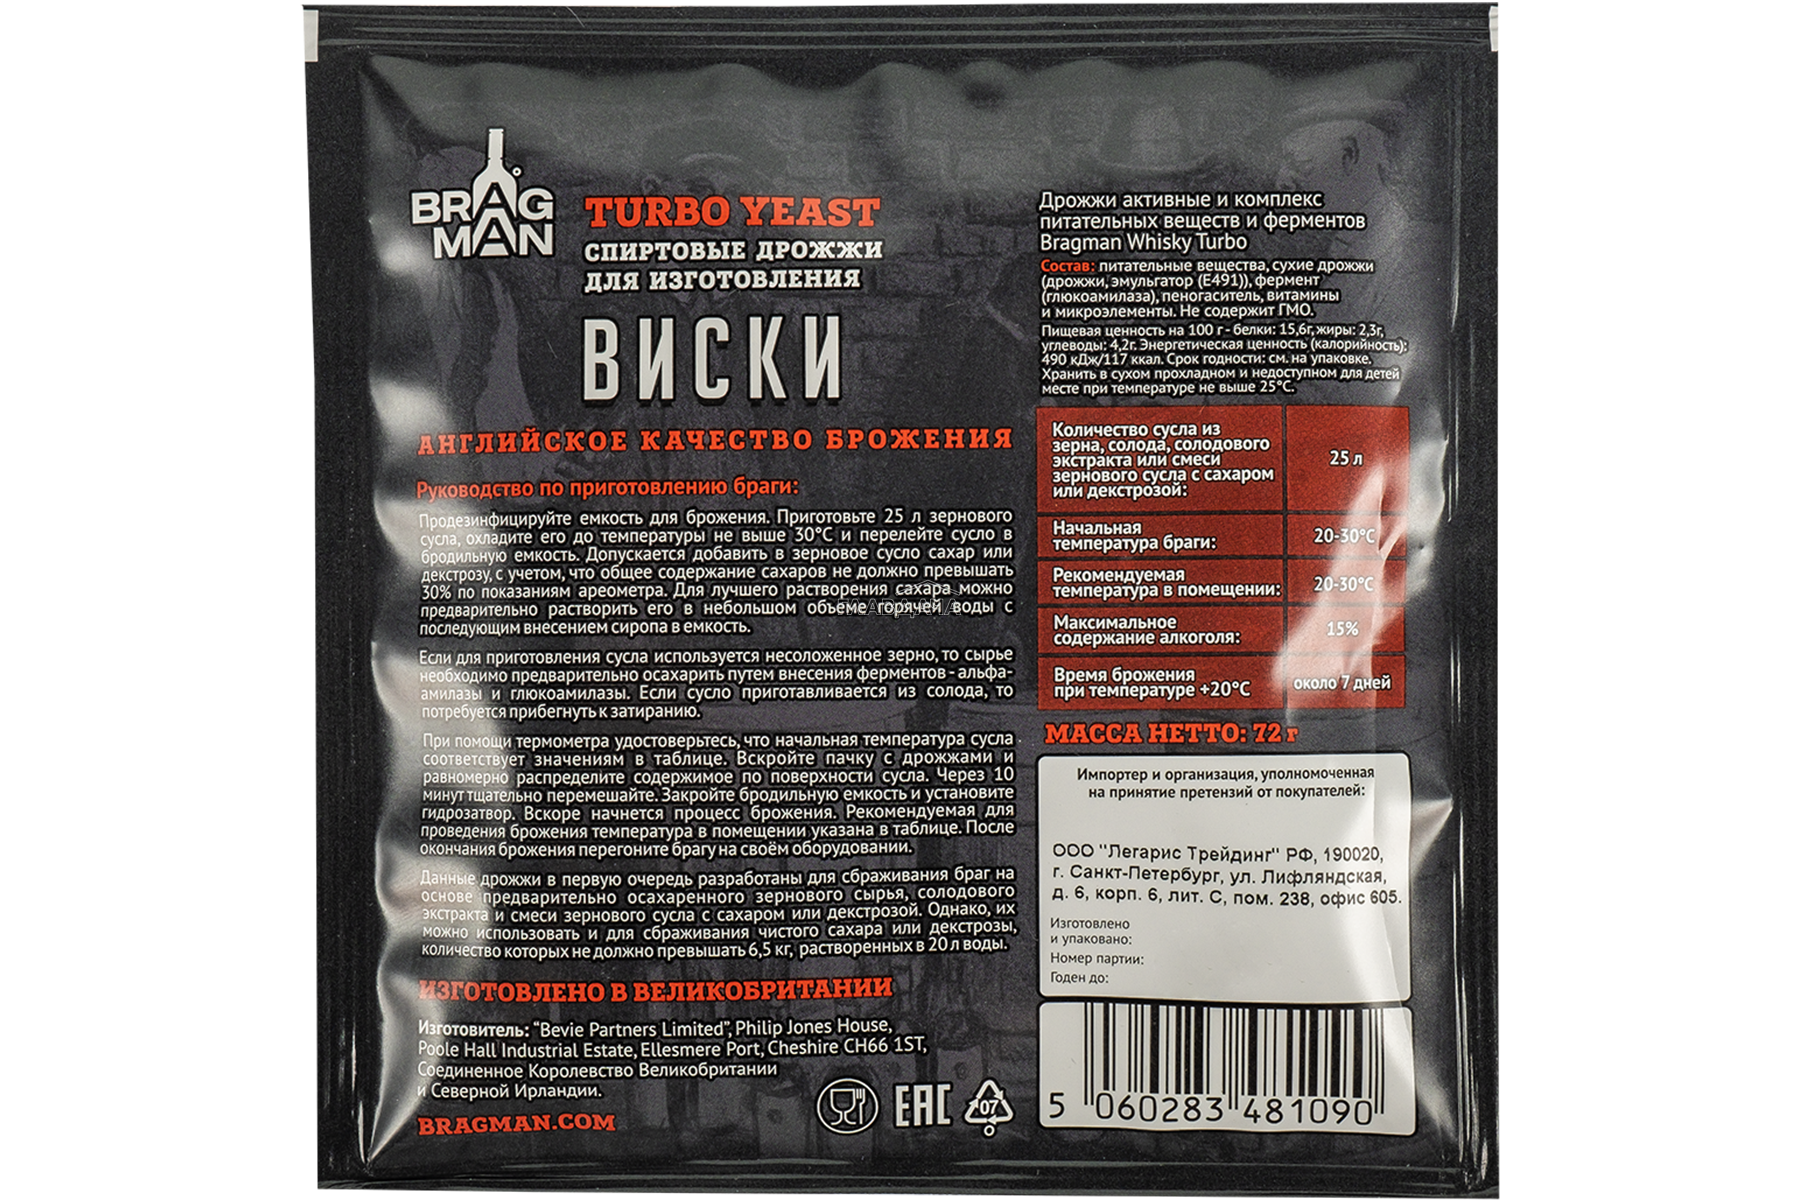 BRAG
MAN
TURBO YEAST
СПИРТОВЫЕ ДРОЖЖИ
ДЛЯ ИЗГОТОВЛЕНИЯ
ВИСКИ
АНГЛИЙСКОЕ КАЧЕСТВО БРОЖЕНИЯ
Руководство по приготовлению браги:
Продезинфицируйте емкость для брожения. Приготовьте 25 л зернового
сусла, охладите его до температуры не выше 30°С и перелейте сусло в
бродильную емкость. Допускается добавить в зерновое сусло сахар или
декстрозу, с учетом, что общее содержание сахаров не должно превышать
30% по показаниям ареометра. Для лучшего растворения сахара можно
предварительно растворить его в небольшом объеме горячей воды с
последующим внесением сиропа в емкость.
Если для приготовления сусла используется несоложенное зерно, то сырье
необходимо предварительно осахарить путем внесения ферментов - альфа-
амилазы и глюкоамилазы. Если сусло приготавливается из солода, то
потребуется прибегнуть к затиранию.
При помощи термометра удостоверьтесь, что начальная температура сусла
соответствует значениям в таблице. Вскройте пачку с дрожжами и
равномерно распределите содержимое по поверхности сусла. Через 10
минут тщательно перемешайте. Закройте бродильную емкость и установите
гидрозатвор. Вскоре начнется процесс брожения. Рекомендуемая для
проведения брожения температура в помещении указана в таблице. После
окончания брожения перегоните брагу на своём оборудовании.
Данные дрожжи в первую очередь разработаны для сбраживания браг на
основе предварительно осахаренного зернового сырья, солодового
экстракта и смеси зернового сусла с сахаром или декстрозой. Однако, их
можно использовать и для сбраживания чистого сахара или декстрозы,
количество которых не должно превышать 6,5 кг, растворенных в 20 л воды.
ИЗГОТОВЛЕНО В ВЕЛИКОБРИТАНИИ
Изготовитель: “Bevie Partners Limited”, Philip Jones House,
Poole Hall Industrial Estate, Ellesmere Port, Cheshire CH66 1ST,
Соединенное Королевство Великобритании
и Северной Ирландии.
BRAGMAN.COM
EAC
07
Дрожжи активные и комплекс
питательных веществ и ферментов
Bragman Whisky Turbo
Состав: питательные вещества, сухие дрожжи
(дрожжи, эмульгатор (E491)), фермент
(глюкоамилаза), пеногаситель, витамины
и микроэлементы. Не содержит ГМО.
Пищевая ценность на 100 г - белки: 15,6г, жиры: 2,3г,
углеводы: 4,2г. Энергетическая ценность (калорийность):
490 кДж/117 ккал. Срок годности: см. на упаковке.
Хранить в сухом прохладном и недоступном для детей
месте при температуре не выше 25°С.
Количество сусла из
зерна, солода, солодового
экстракта или смеси
зернового сусла с сахаром
или декстрозой:
25 л
Начальная
температура браги:
20-30°С
Рекомендуемая
температура в помещении:
20-30°С
Максимальное
содержание алкоголя:
15%
Время брожения
при температуре +20°С
около 7 дней
МАССА НЕТТО: 72 г
Импортер и организация, уполномоченная
на принятие претензий от покупателей:
ООО "Легарис Трейдинг" РФ, 190020,
г. Санкт-Петербург, ул. Лифляндская,
д. 6, корп. 6, лит. С, пом. 238, офис 605.
Изготовлено
и упаковано:
Номер партии:
Годен до:
5 060283 481090